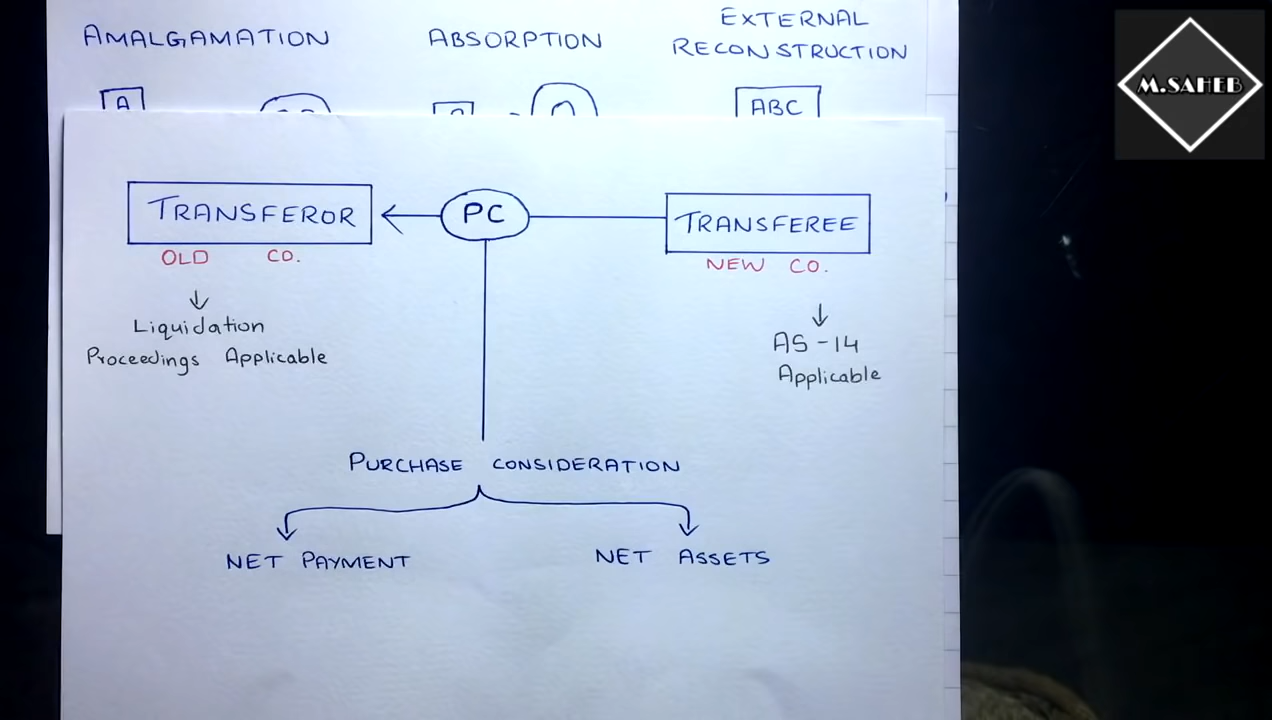 AMALGAMATION
ABSORPTION
EXTERNAL
RECONSTRUCTION
A
ABC
M.SAHEB
TRANSFEROR
PC
TRANSFEREE
OLD CO.
NEW CO.
Liquidation
Proceedings Applicable
AS-14
Applicable
PURCHASE CONSIDERATION
NET PAYMENT
NET ASSETS